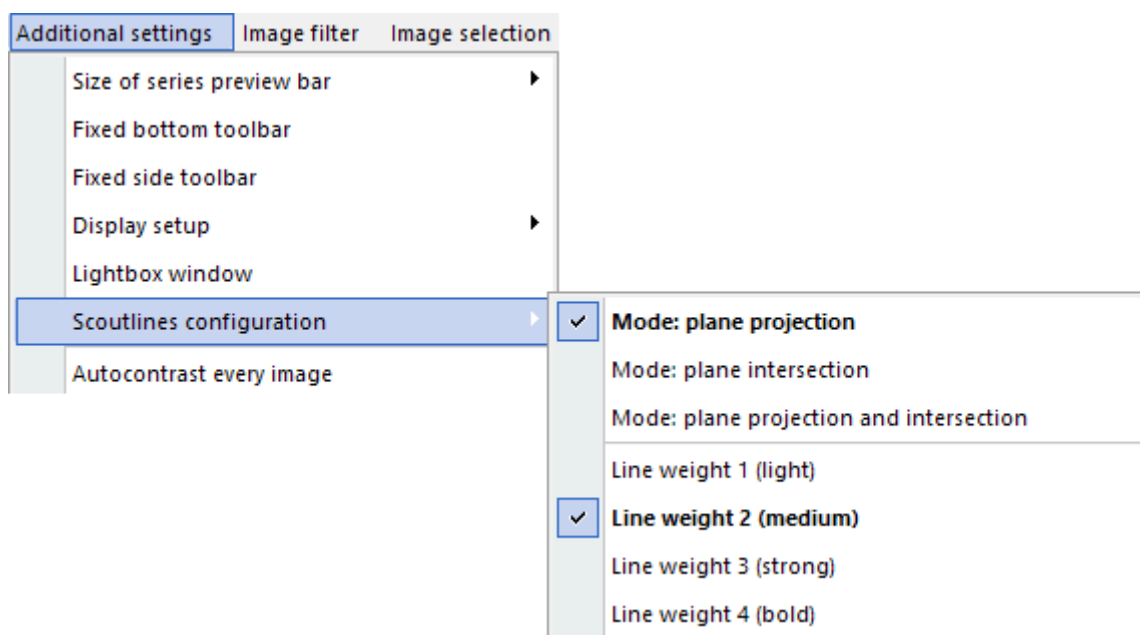 Additional settings Image filter Image selection
Size of series preview bar
Fixed bottom toolbar
Fixed side toolbar
Display setup
Lightbox window
Scoutlines configuration
Autocontrast every image
Mode: plane projection
Mode: plane intersection
Mode: plane projection and intersection
Line weight 1 (light)
Line weight 2 (medium)
Line weight 3 (strong)
Line weight 4 (bold)